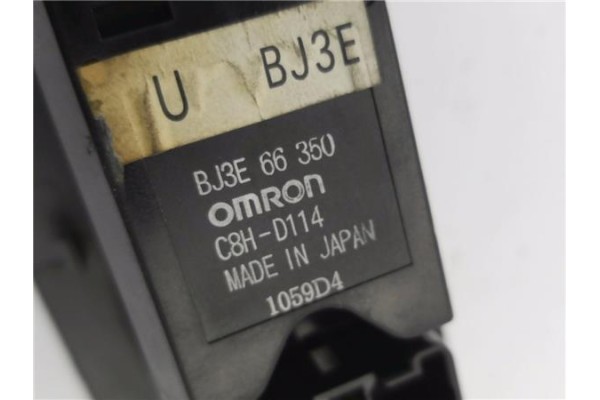 U BJ3E
BJ3E 66 350
OMRON
C8H-D114
MADE IN JAPAN
1059D4